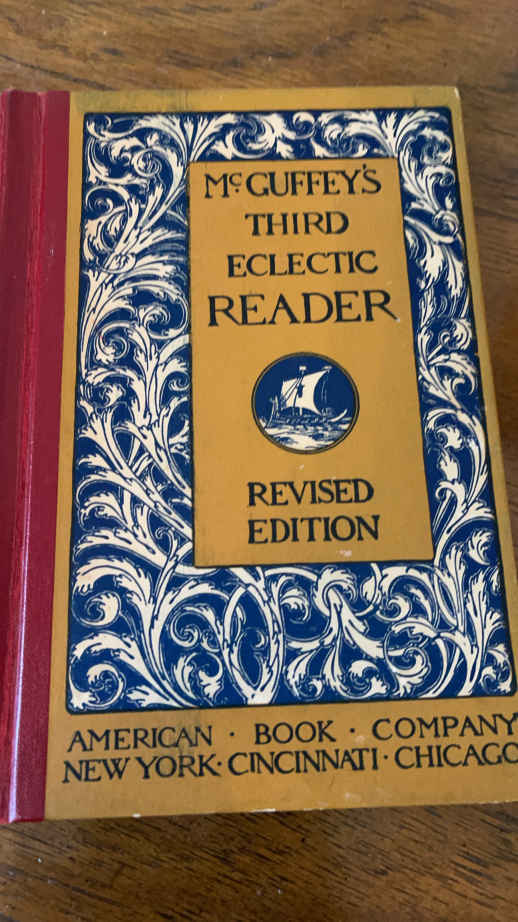 McGUFFEY'S
THIRD
ECLECTIC
READER
REVISED
EDITION
AMERICAN · BOOK · COMPANY
NEW YORK · CINCINNATI · CHICAGO